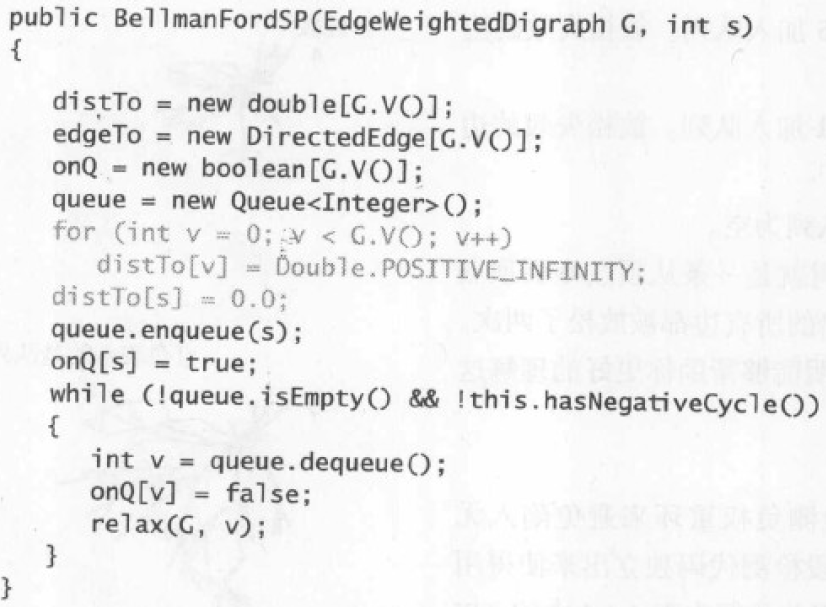 public BellmanFordSP(EdgeWeightedDigraph G, int s)
{
distTo = new double[G.V()];
edgeTo = new DirectedEdge[G.V()];
onQ = new boolean[G.V()];
queue = new Queue<Integer>();
for (int v = 0; v < G.V(); v++)
distTo[v] = Double.POSITIVE_INFINITY;
distTo[s] = 0.0;
queue.enqueue(s);
onQ[s] = true;
while (!queue.isEmpty() && !this.hasNegativeCycle())
{
int v = queue.dequeue();
onQ[v] = false;
relax(G, v);
}
}